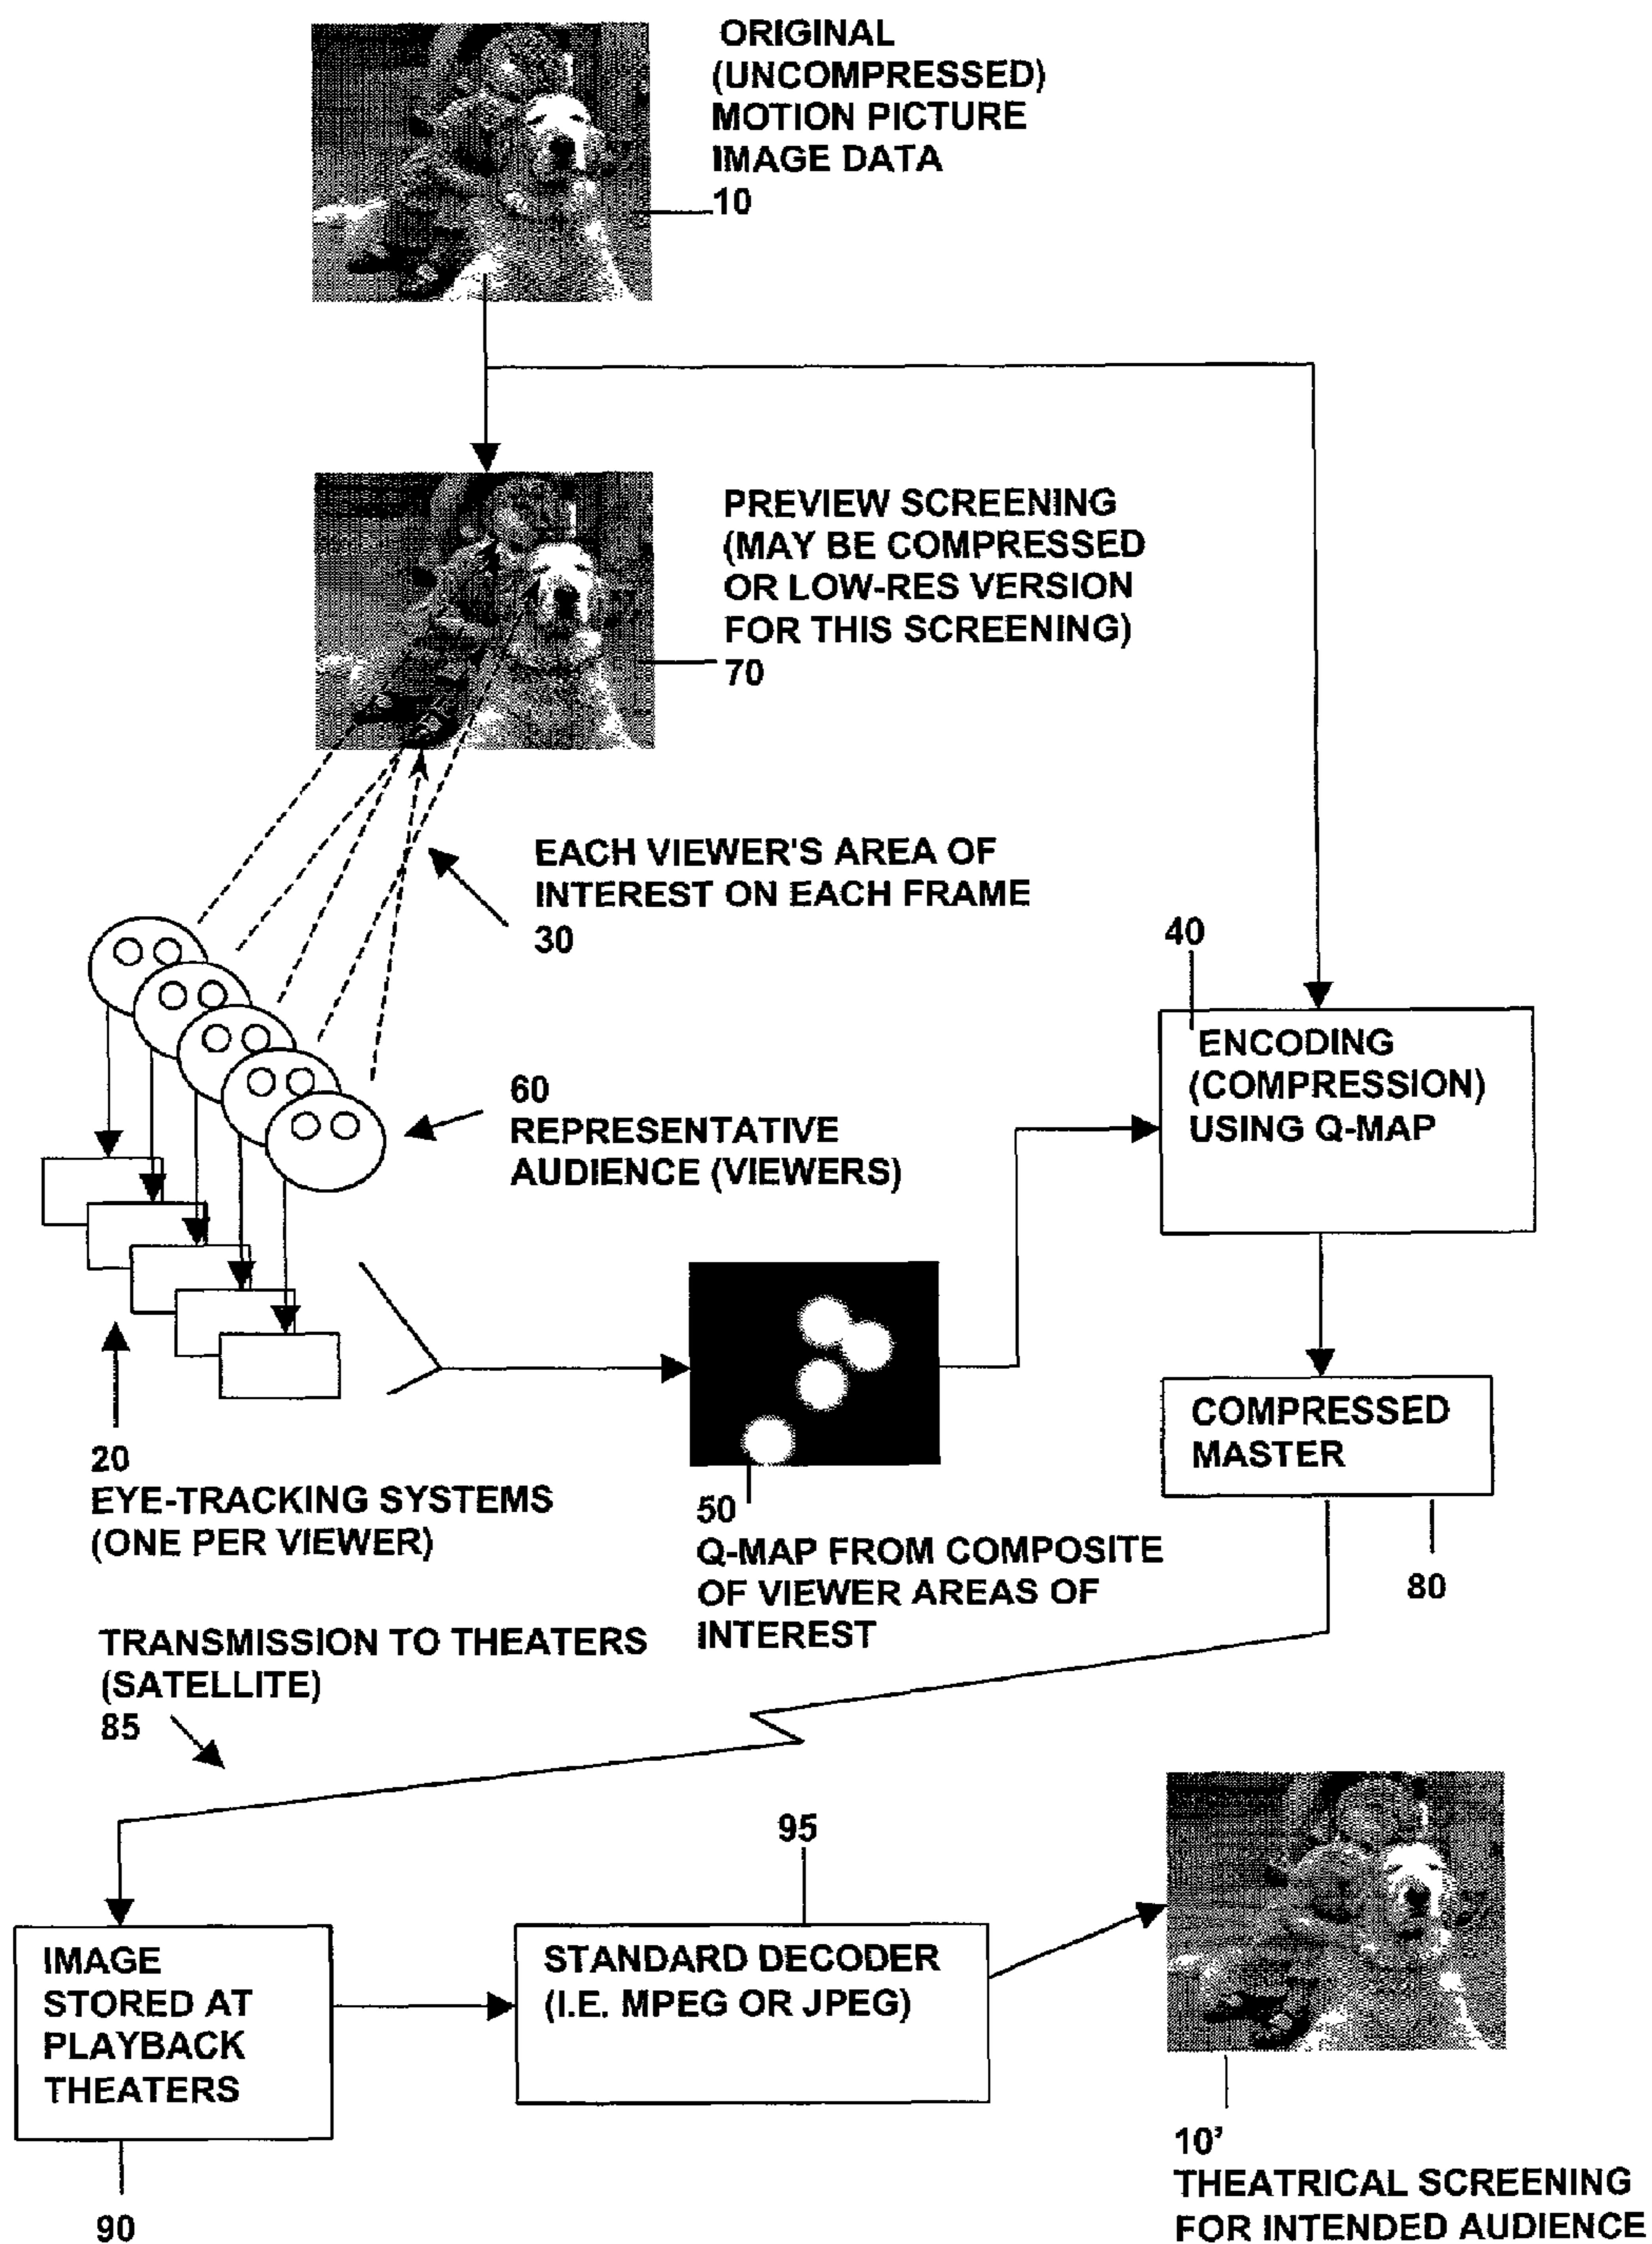 ORIGINAL
(UNCOMPRESSED)
MOTION PICTURE
IMAGE DATA
10
PREVIEW SCREENING
(MAY BE COMPRESSED
OR LOW-RES VERSION
FOR THIS SCREENING)
70
EACH VIEWER'S AREA OF
INTEREST ON EACH FRAME
30
40
ENCODING
(COMPRESSION)
USING Q-MAP
60
REPRESENTATIVE
AUDIENCE (VIEWERS)
COMPRESSED
MASTER
80
20
EYE-TRACKING SYSTEMS
(ONE PER VIEWER)
50
Q-MAP FROM COMPOSITE
OF VIEWER AREAS OF
INTEREST
TRANSMISSION TO THEATERS
(SATELLITE)
85
95
IMAGE
STORED AT
PLAYBACK
THEATERS
90
STANDARD DECODER
(I.E. MPEG OR JPEG)
10’
THEATRICAL SCREENING
FOR INTENDED AUDIENCE